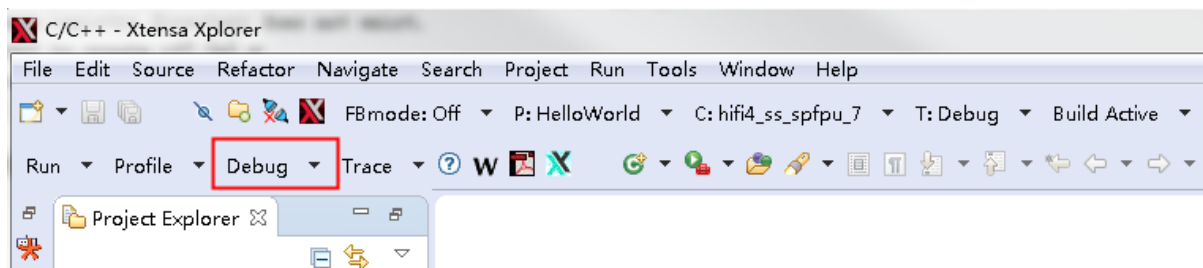 C/C++ - Xtensa Xplorer
File Edit Source Refactor Navigate Search Project Run Tools Window Help
FBmode: Off P: HelloWorld C: hifi4_ss_spfpu_7 T: Debug Build Active
Run Profile Debug Trace ? W X
Project Explorer